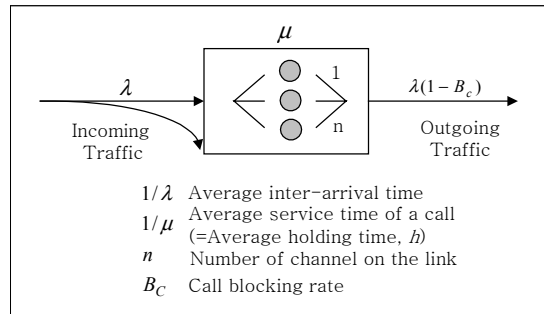 μ
λ
1
n
λ(1 - B_c)
Incoming
Traffic
Outgoing
Traffic
1/λ Average inter-arrival time
1/μ Average service time of a call
(=Average holding time, h)
n Number of channel on the link
B_C Call blocking rate